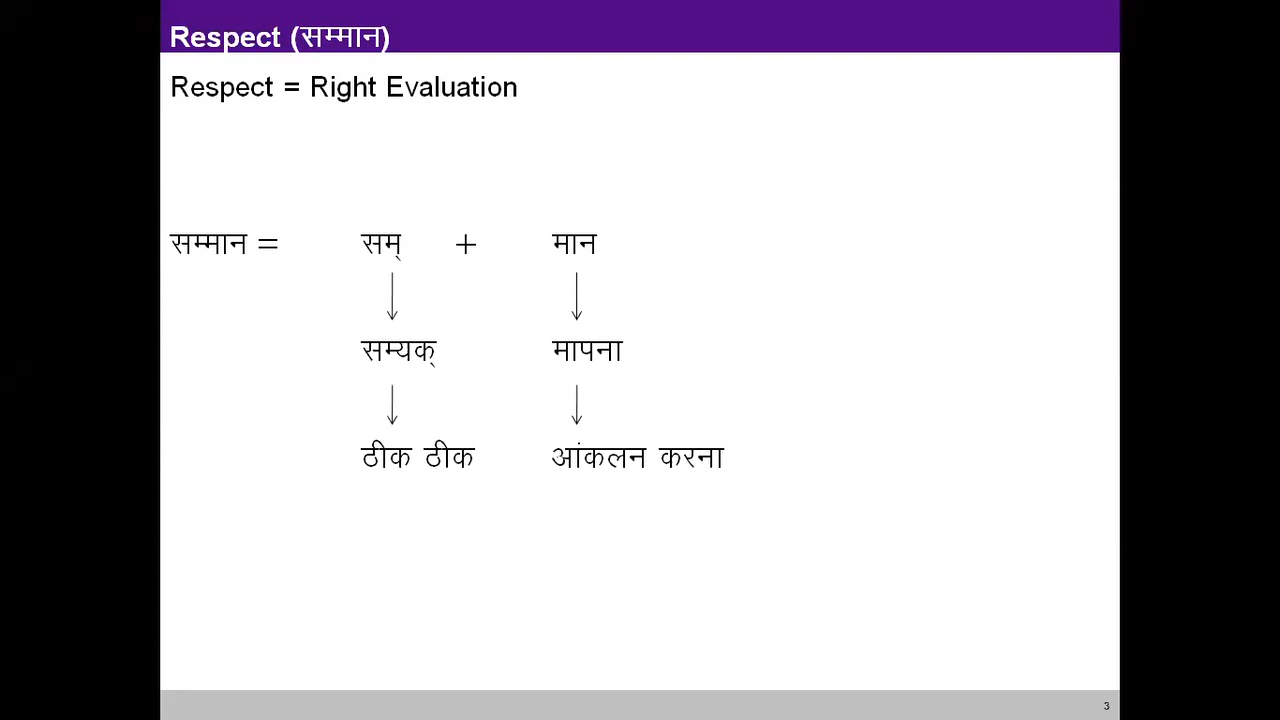 Respect (सम्मान)
Respect = Right Evaluation
सम्मान = सम् + मान
सम्यक् मापना
ठीक ठीक आंकलन करना
3